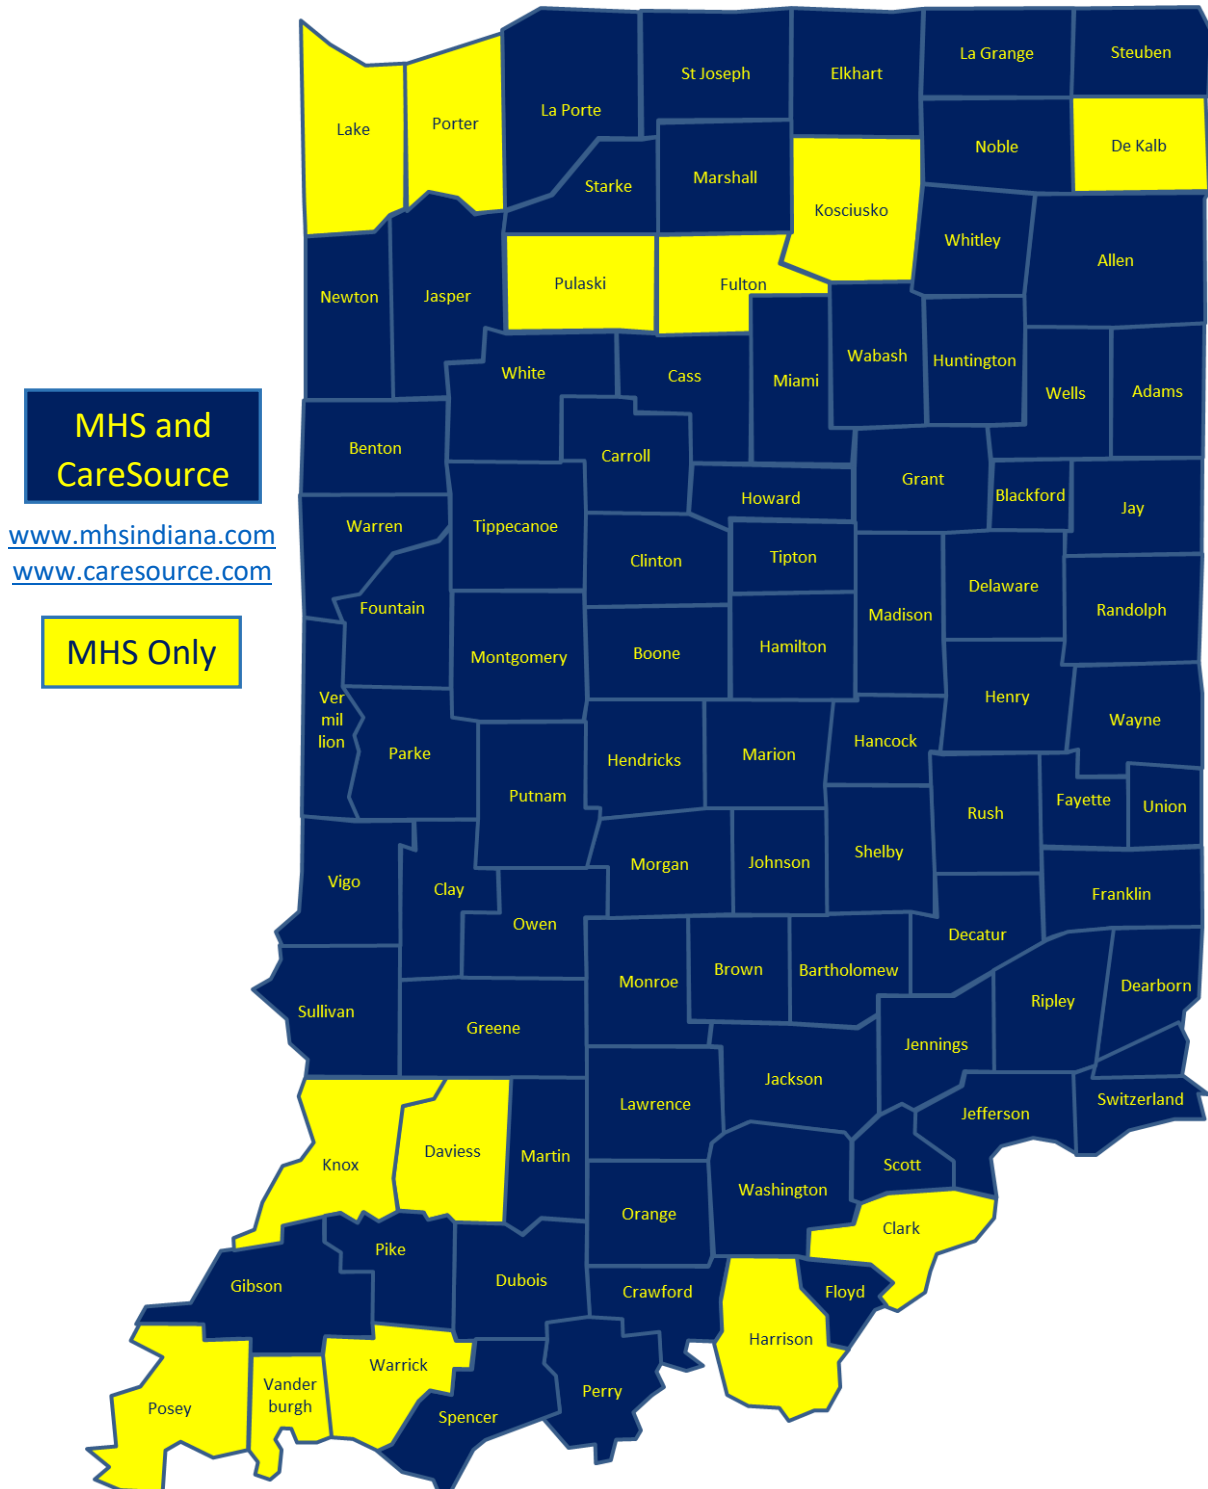 La Grange
Steuben
St Joseph
Elkhart
La Porte
Lake
Porter
Noble
De Kalb
Starke
Marshall
Kosciusko
Whitley
Allen
Newton
Jasper
Pulaski
Fulton
White
Cass
Miami
Wabash
Huntington
Wells
Adams
MHS and
CareSource
www.mhsindiana.com
www.caresource.com
MHS Only
Benton
Carroll
Grant
Blackford
Howard
Jay
Warren
Tippecanoe
Clinton
Tipton
Delaware
Fountain
Madison
Randolph
Montgomery
Boone
Hamilton
Ver
mil
lion
Henry
Wayne
Parke
Hendricks
Marion
Hancock
Putnam
Rush
Fayette
Union
Vigo
Clay
Morgan
Johnson
Shelby
Franklin
Owen
Decatur
Monroe
Brown
Bartholomew
Ripley
Dearborn
Sullivan
Greene
Jennings
Jackson
Lawrence
Jefferson
Switzerland
Knox
Daviess
Martin
Scott
Washington
Orange
Clark
Pike
Gibson
Dubois
Crawford
Floyd
Harrison
Warrick
Posey
Vander
burgh
Spencer
Perry